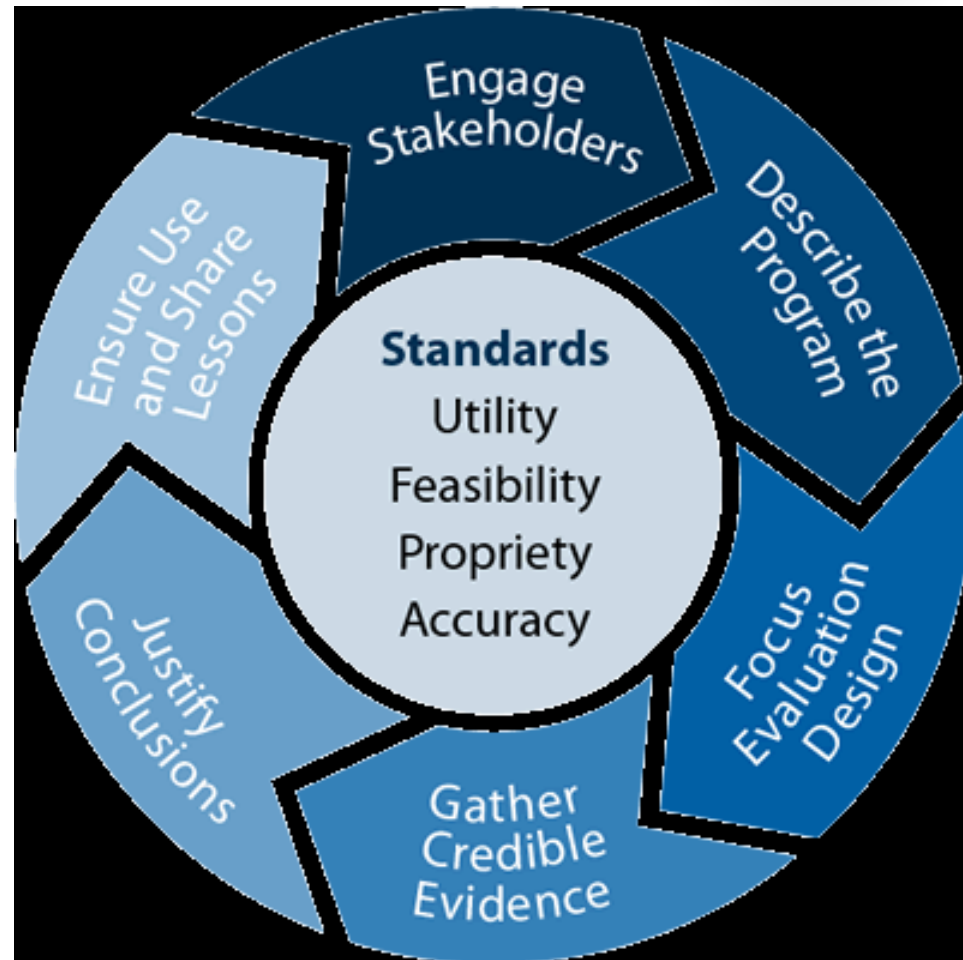 Engage
Stakeholders
Describe the
Program
Focus
Evaluation
Design
Gather
Credible
Evidence
Justify
Conclusions
Ensure Use
and Share
Lessons
Standards
Utility
Feasibility
Propriety
Accuracy